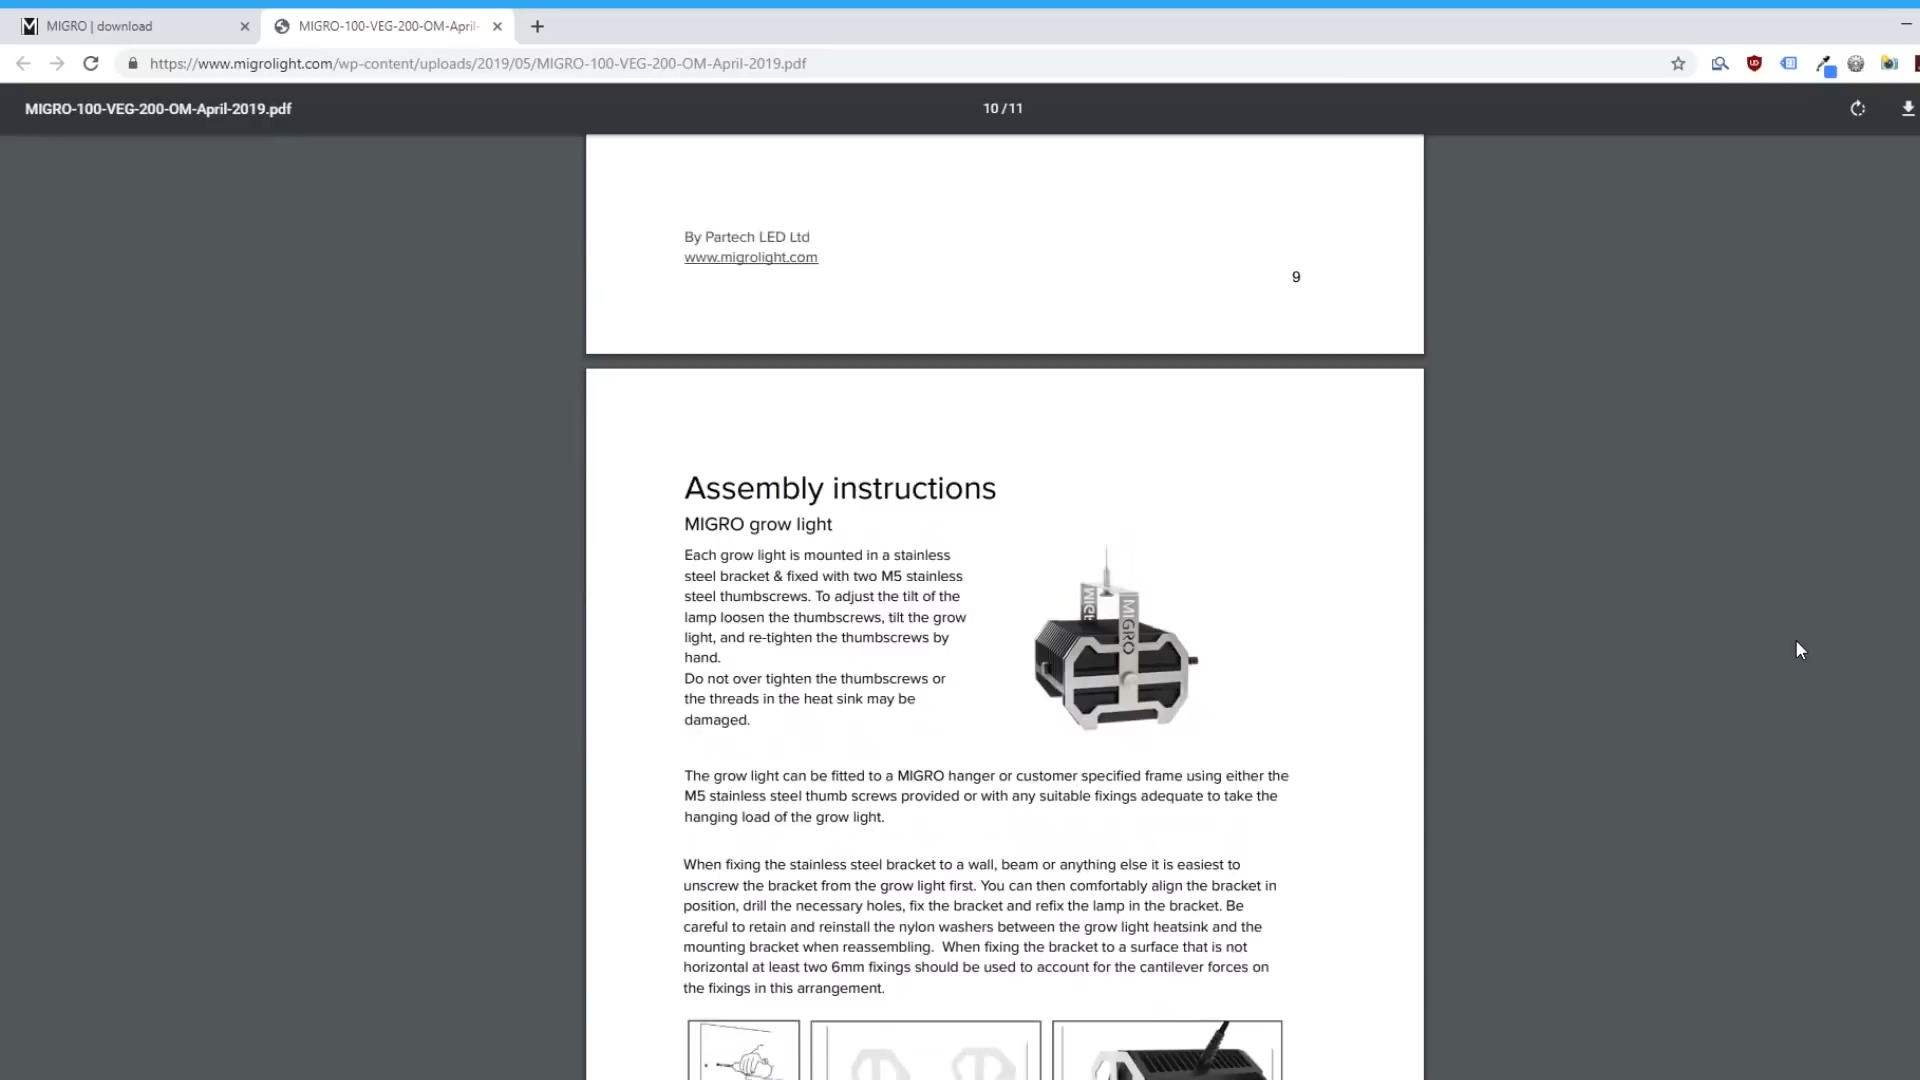 MIGRO | download
MIGRO-100-VEG-200-OM-April-
https://www.migrolight.com/wp-content/uploads/2019/05/MIGRO-100-VEG-200-OM-April-2019.pdf
MIGRO-100-VEG-200-OM-April-2019.pdf
10 / 11
By Partech LED Ltd
www.migrolight.com
9
Assembly instructions
MIGRO grow light
Each grow light is mounted in a stainless
steel bracket & fixed with two M5 stainless
steel thumbscrews. To adjust the tilt of the
lamp loosen the thumbscrews, tilt the grow
light, and re-tighten the thumbscrews by
hand.
Do not over tighten the thumbscrews or
the threads in the heat sink may be
damaged.
MIGRO
The grow light can be fitted to a MIGRO hanger or customer specified frame using either the
M5 stainless steel thumb screws provided or with any suitable fixings adequate to take the
hanging load of the grow light.
When fixing the stainless steel bracket to a wall, beam or anything else it is easiest to
unscrew the bracket from the grow light first. You can then comfortably align the bracket in
position, drill the necessary holes, fix the bracket and refix the lamp in the bracket. Be
careful to retain and reinstall the nylon washers between the grow light heatsink and the
mounting bracket when reassembling.  When fixing the bracket to a surface that is not
horizontal at least two 6mm fixings should be used to account for the cantilever forces on
the fixings in this arrangement.